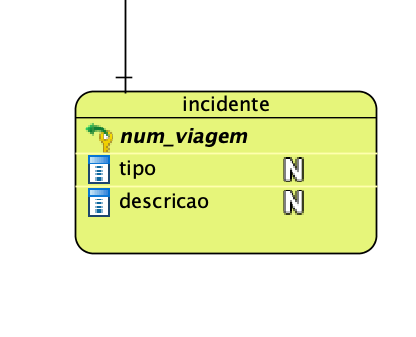 incidente
num_viagem
tipo N
descricao N